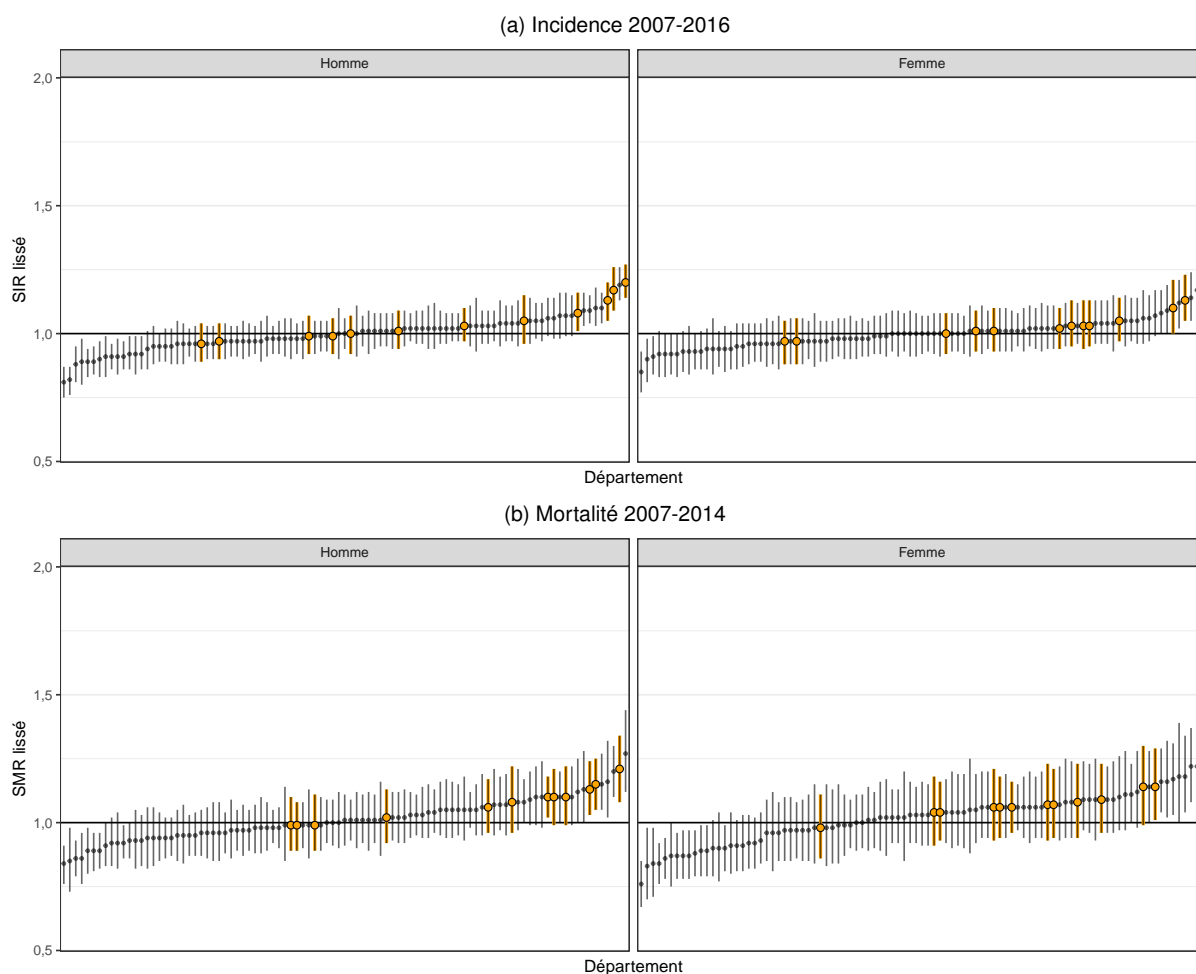 (a) Incidence 2007-2016
Homme
Femme
2,0
1,5
1,0
0,5
SIR lissé
Département
(b) Mortalité 2007-2014
Homme
Femme
2,0
1,5
1,0
0,5
SMR lissé
Département